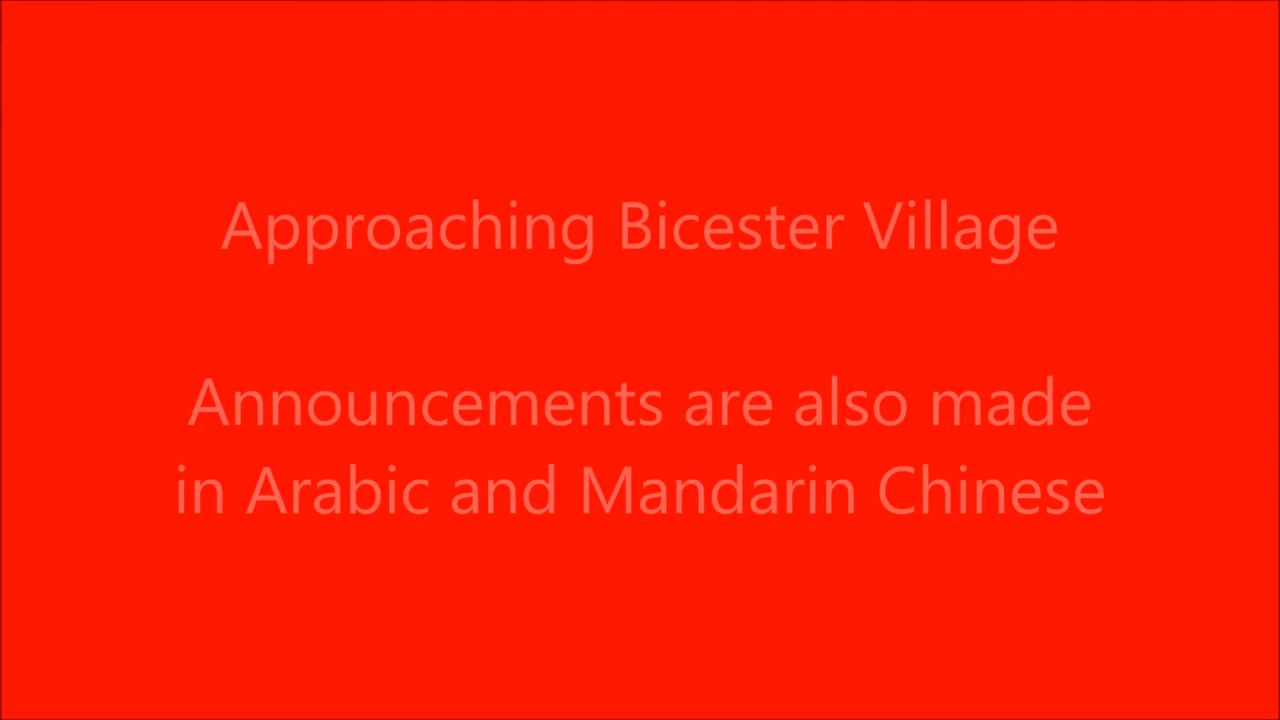 Approaching Bicester Village
Announcements are also made
in Arabic and Mandarin Chinese